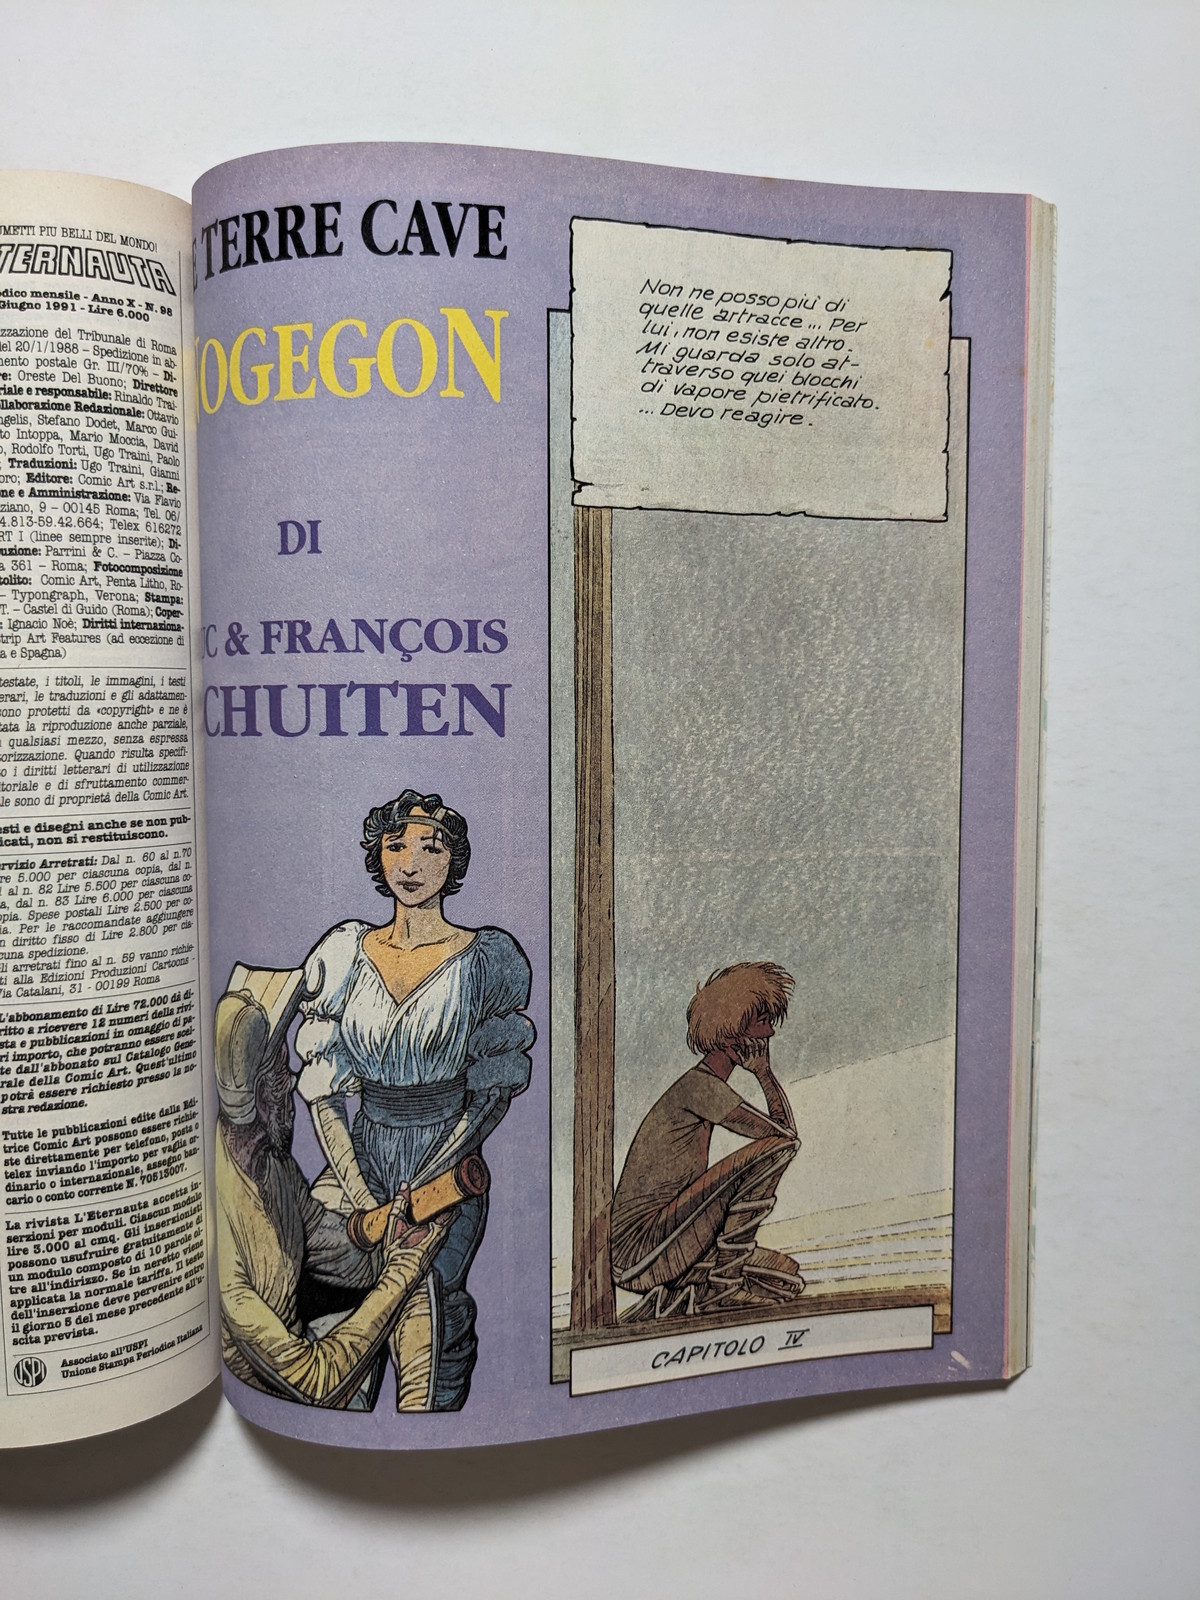 UMETTI PIU BELLI DEL MONDO!
TERNAUTA
odico mensile - Anno X - N. 98
Giugno 1991 - Lire 6.000
zzazione del Tribunale di Roma
el 20/1/1988 – Spedizione in ab-
mento postale Gr. III/70% – Di-
re: Oreste Del Buono; Direttore
riale e responsabile: Rinaldo Trai-
llaborazione Redazionale: Ottavio
ngelis, Stefano Dodet, Marco Gui-
to Intoppa, Mario Moccia, David
o, Rodolfo Torti, Ugo Traini, Paolo
; Traduzioni: Ugo Traini, Gianni
oro; Editore: Comic Art s.r.l.; Re-
ne e Amministrazione: Via Flavio
ziano, 9 – 00145 Roma; Tel. 06/
4.813-59.42.664; Telex 616272
RT I (linee sempre inserite); Di-
uzione: Parrini & C. – Piazza Co-
a 361 – Roma; Fotocomposizione
tolito: Comic Art, Penta Litho, Ro-
– Typongraph, Verona; Stampa:
T. – Castel di Guido (Roma); Coper-
: Ignacio Noè; Diritti internaziona-
trip Art Features (ad eccezione di
a e Spagna)
testate, i titoli, le immagini, i testi
erari, le traduzioni e gli adattamen-
sono protetti da «copyright» e ne è
tata la riproduzione anche parziale,
qualsiasi mezzo, senza espressa
torizzazione. Quando risulta specifi-
o i diritti letterari di utilizzazione
itoriale e di sfruttamento commer-
le sono di proprietà della Comic Art.
esti e disegni anche se non pub-
icati, non si restituiscono.
ervizio Arretrati: Dal n. 60 al n.70
re 5.000 per ciascuna copia, dal n.
al n. 82 Lire 5.500 per ciascuna co-
a, dal n. 83 Lire 6.000 per ciascuna
opia. Spese postali Lire 2.500 per co-
ia. Per le raccomandate aggiungere
n diritto fisso di Lire 2.800 per cia-
cuna spedizione.
li arretrati fino al n. 59 vanno richie-
ti alla Edizioni Produzioni Cartoons -
Via Catalani, 31 - 00199 Roma
L'abbonamento di Lire 72.000 dà di-
ritto a ricevere 12 numeri della rivi-
sta e pubblicazioni in omaggio di pa-
ri importo, che potranno essere scel-
te dall'abbonato sul Catalogo Gene-
rale della Comic Art. Quest'ultimo
potrà essere richiesto presso la no-
stra redazione.
Tutte le pubblicazioni edite dalla Edi-
trice Comic Art possono essere richie-
ste direttamente per telefono, posta o
telex inviando l'importo per vaglia or-
dinario o internazionale, assegno ban-
cario o conto corrente N. 70513007.
La rivista L'Eternauta accetta in-
serzioni per moduli. Ciascun modulo
lire 3.000 al cmq. Gli inserzionisti
possono usufruire gratuitamente di
un modulo composto di 10 parole ol-
tre all'indirizzo. Se in neretto viene
applicata la normale tariffa. Il testo
dell'inserzione deve pervenire entro
il giorno 5 del mese precedente all'u-
scita prevista.
USPI
Associato all'USPI
Unione Stampa Periodica Italiana
E TERRE CAVE
OGEGON
DI
UC & FRANÇOIS
CHUITEN
Non ne posso più di
quelle artracce... Per
lui, non esiste altro.
Mi guarda solo at-
traverso quei blocchi
di vapore pietrificato.
... Devo reagire.
CAPITOLO IV